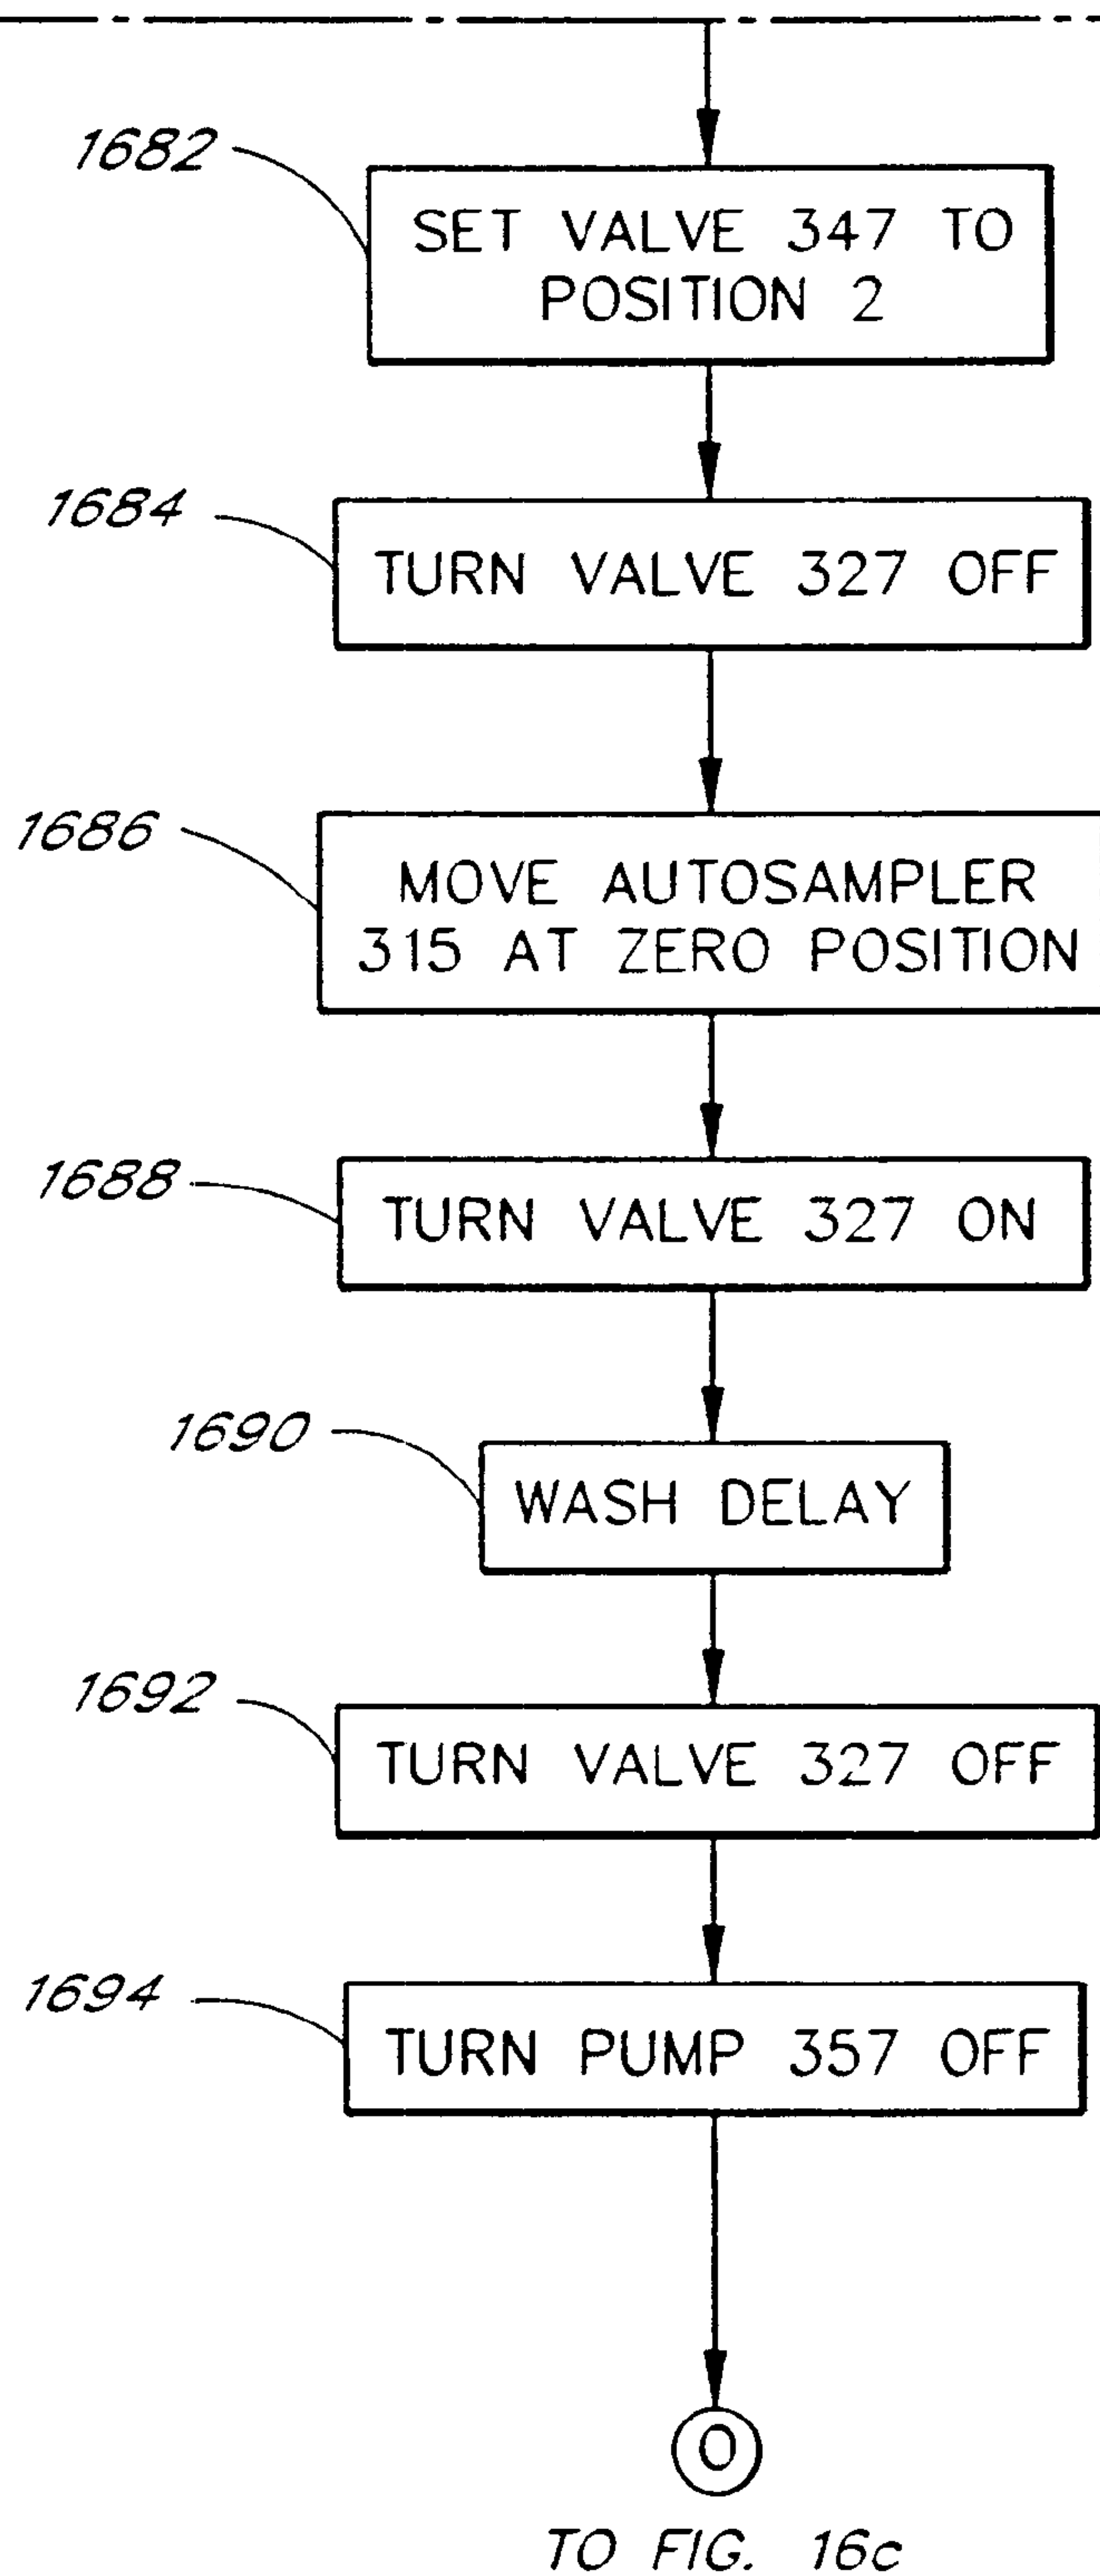 1682
SET VALVE 347 TO
POSITION 2
1684
TURN VALVE 327 OFF
1686
MOVE AUTOSAMPLER
315 AT ZERO POSITION
1688
TURN VALVE 327 ON
1690
WASH DELAY
1692
TURN VALVE 327 OFF
1694
TURN PUMP 357 OFF
O
TO FIG. 16c